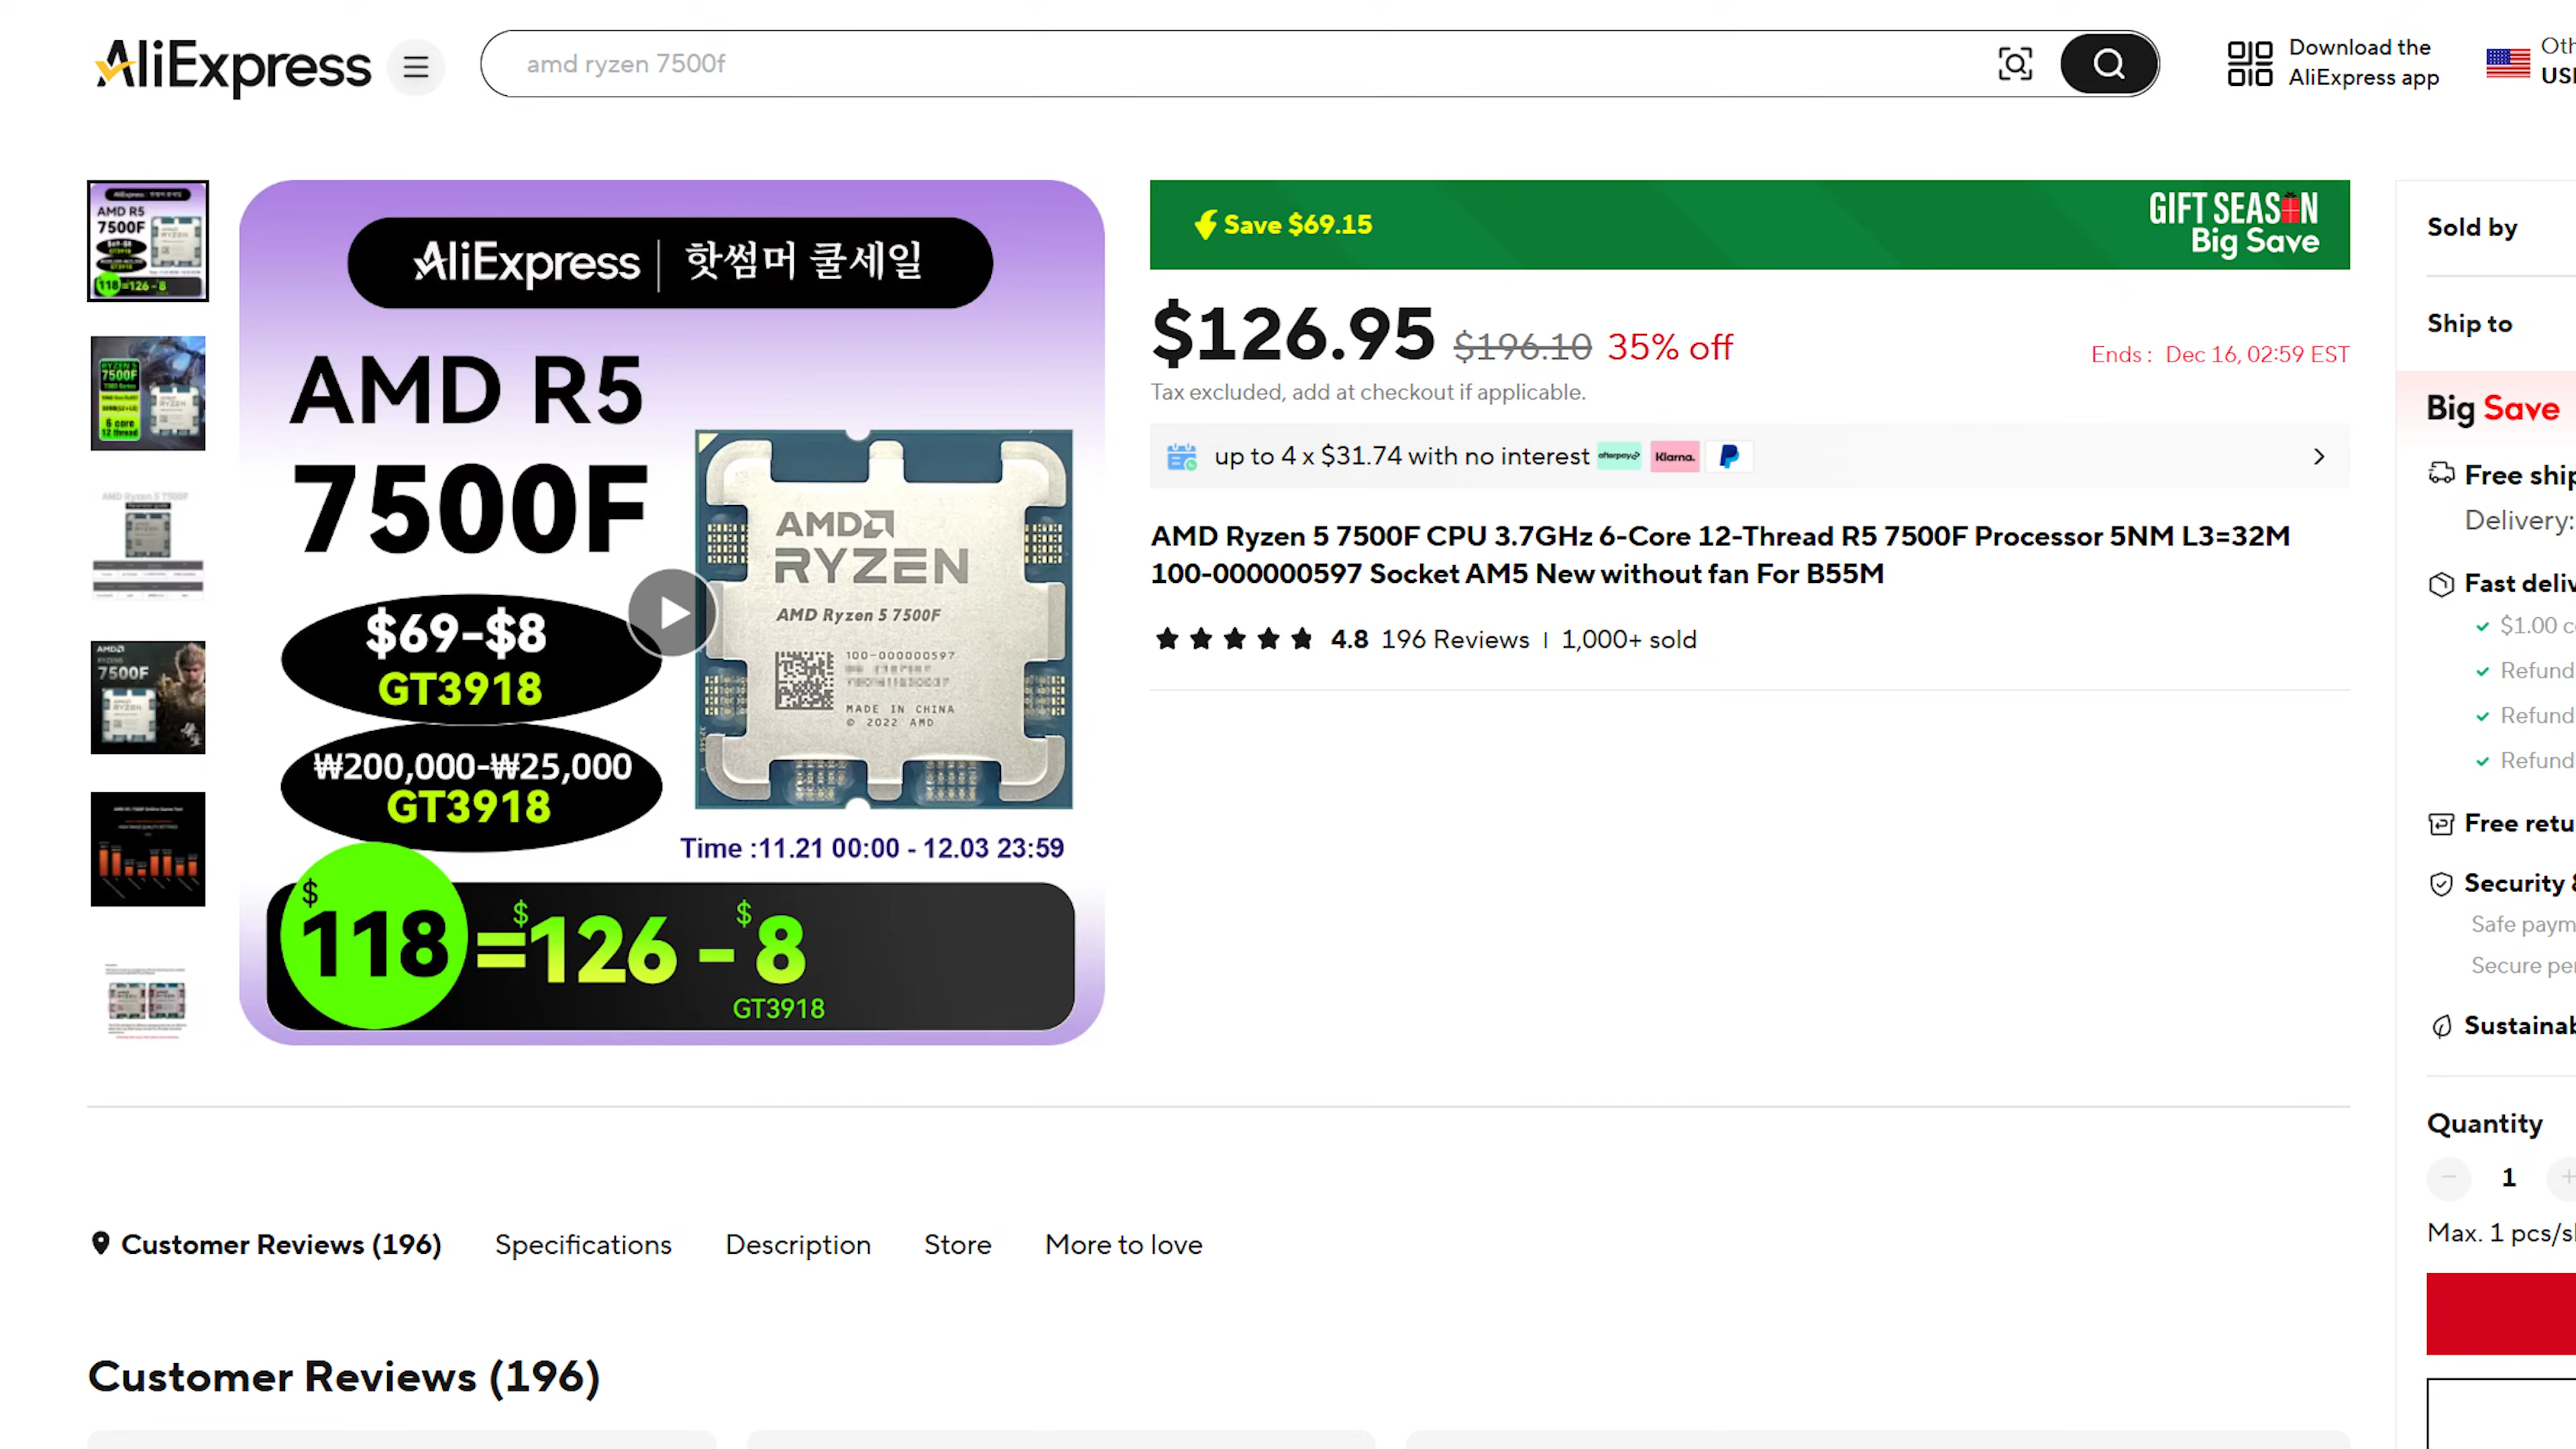 AliExpress
amd ryzen 7500f
Download the
AliExpress app
Oth
USD
AliExpress | 핫썸머 쿨세일
AMD R5
7500F
$69-$8
GT3918
₩200,000-₩25,000
GT3918
AMD
RYZEN
AMD Ryzen 5 7500F
100-000000597
MADE IN CHINA
© 2022 AMD
Time :11.21 00:00 - 12.03 23:59
$118=$126-$8
GT3918
Save $69.15
GIFT SEASON
Big Save
$126.95 $196.10 35% off
Ends : Dec 16, 02:59 EST
Tax excluded, add at checkout if applicable.
up to 4 x $31.74 with no interest afterpay Klarna.
AMD Ryzen 5 7500F CPU 3.7GHz 6-Core 12-Thread R5 7500F Processor 5NM L3=32M
100-000000597 Socket AM5 New without fan For B55M
4.8 196 Reviews | 1,000+ sold
Sold by
Ship to
Big Save
Free ship
Delivery:
Fast deliv
$1.00 c
Refund
Refund
Refund
Free retu
Security &
Safe paym
Secure per
Sustainab
Quantity
1
Max. 1 pcs/sh
Customer Reviews (196)
Specifications
Description
Store
More to love
Customer Reviews (196)